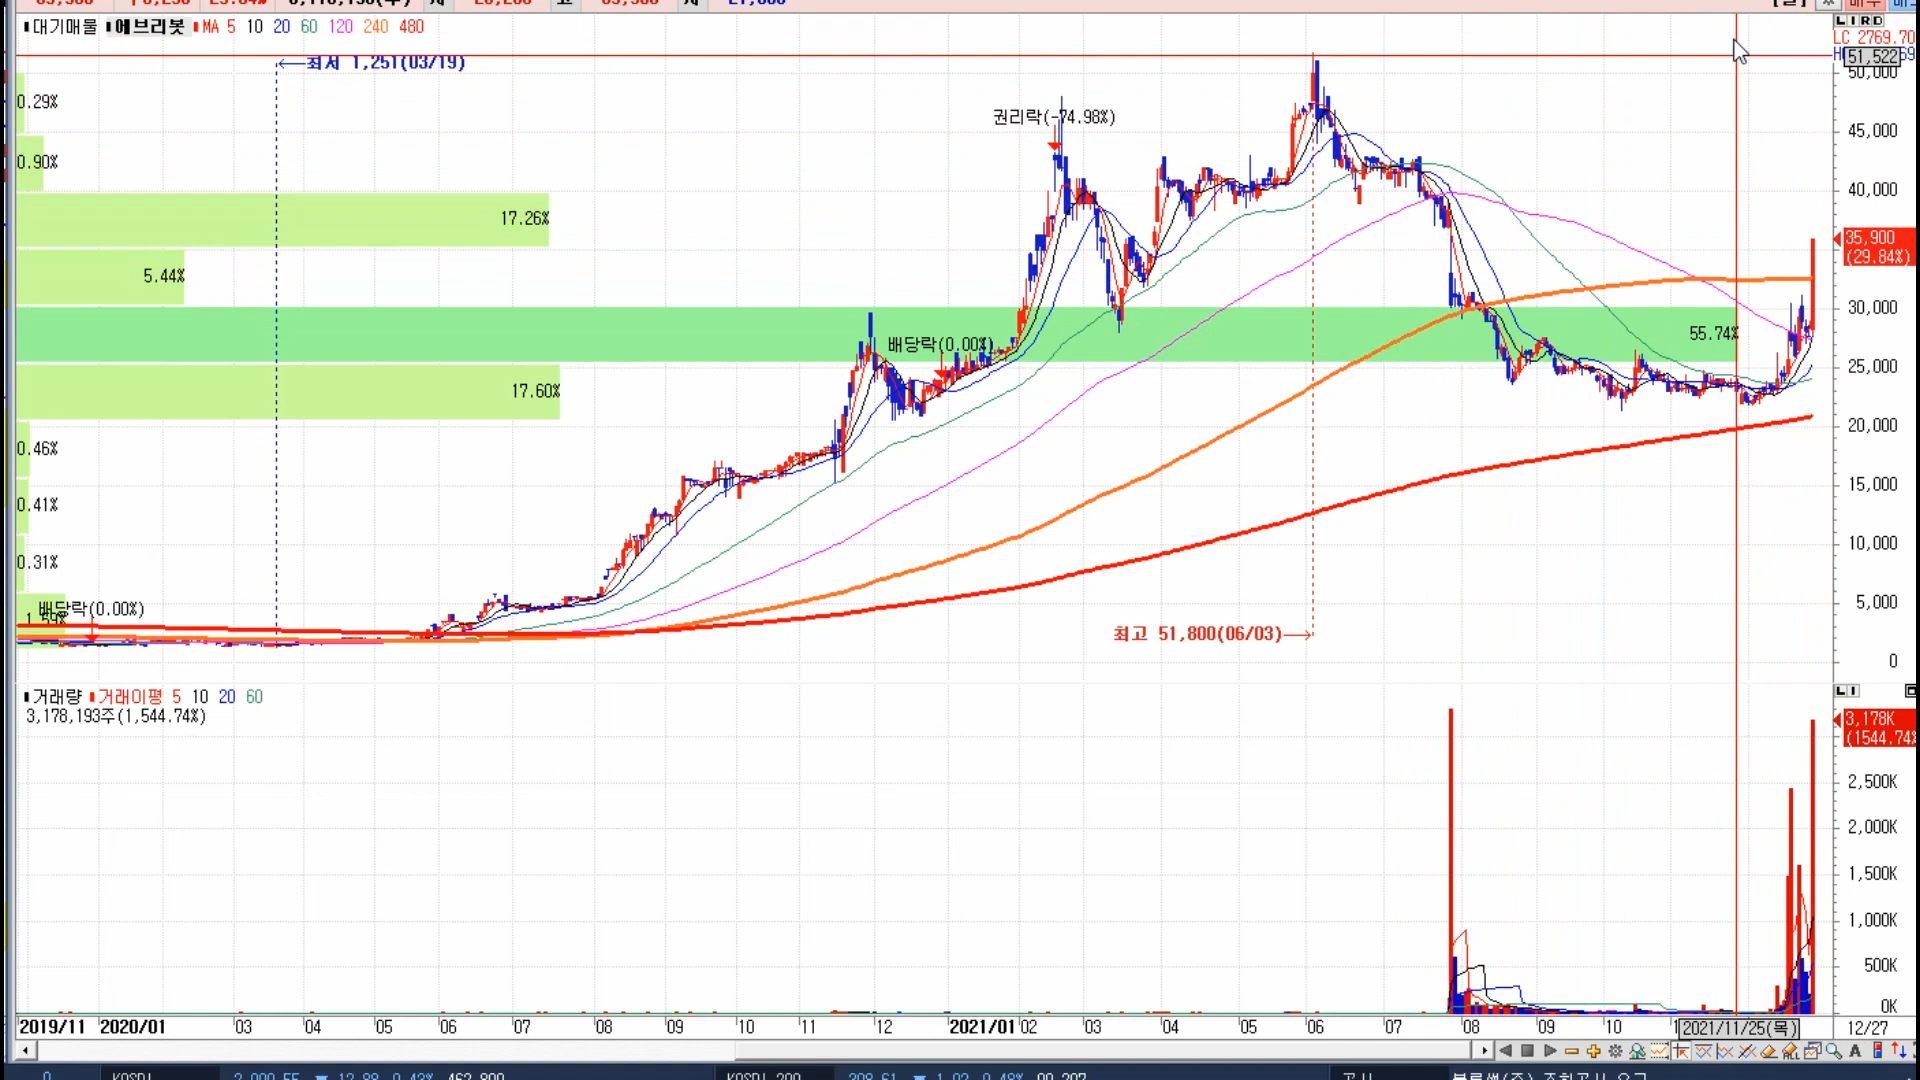 [일]
대기매물 에브리봇 MA 5 10 20 60 120 240 480
LIRD
LC 2769.70
51,522
최저 1,251(03/19)
50,000
0.29%
권리락(-74.98%)
45,000
0.90%
40,000
17.26%
35,900
(29.84%)
5.44%
30,000
55.74%
배당락(0.00%)
25,000
17.60%
20,000
0.46%
15,000
0.41%
10,000
0.31%
배당락(0.00%)
5,000
1.59%
최고 51,800(06/03)
0
거래량 거래이평 5 10 20 60
LI
3,178,193주(1,544.74%)
3,178K
(1544.74%
2,500K
2,000K
1,500K
1,000K
500K
0K
2019/11 2020/01 03 04 05 06 07 08 09 10 11 12 2021/01 02 03 04 05 06 07 08 09 10 2021/11/25(목) 12/27